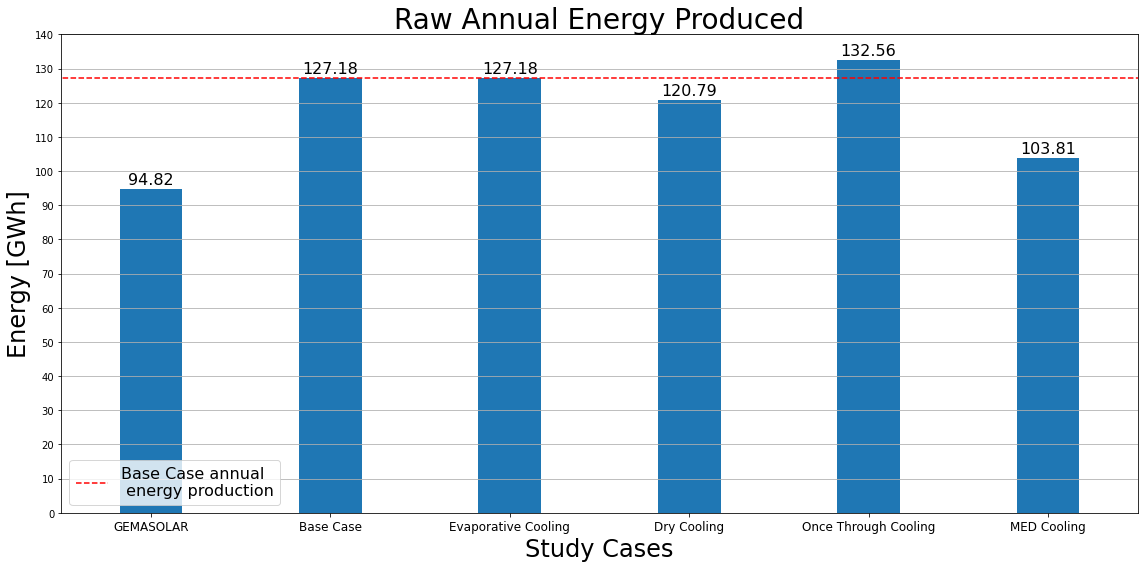 Raw Annual Energy Produced
Energy [GWh]
140
130
120
110
100
90
80
70
60
50
40
30
20
10
0
94.82
127.18
127.18
120.79
132.56
103.81
Base Case annual
energy production
GEMASOLAR
Base Case
Evaporative Cooling
Dry Cooling
Once Through Cooling
MED Cooling
Study Cases